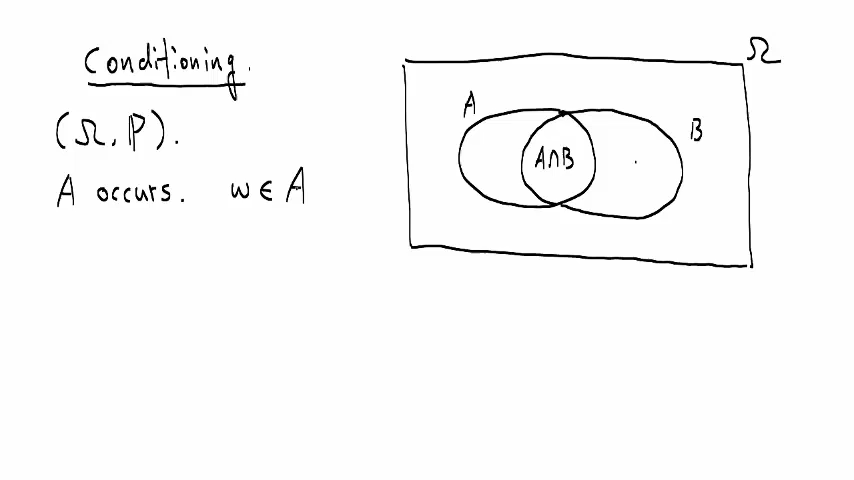 Conditioning.
(Ω, ℙ).
A occurs. ω ∈ A
Ω
A
B
A∩B